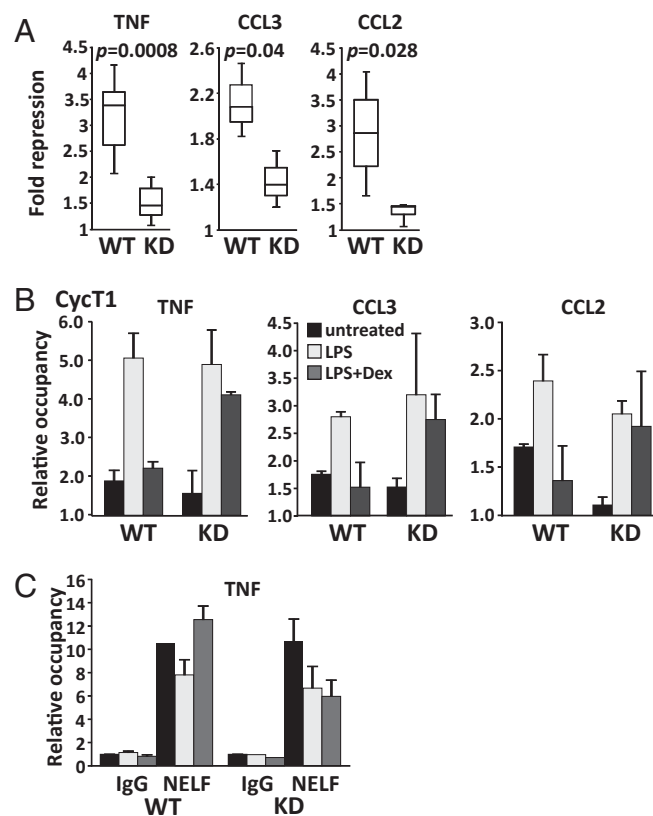 A
TNF CCL3 CCL2
Fold repression
4.5
4
3.5
3
2.5
2
1.5
1
p=0.0008
WT KD
2.6
2.2
1.8
1.4
1
p=0.04
WT KD
4.5
4
3.5
3
2.5
2
1.5
1
p=0.028
WT KD
B
CycT1
TNF
CCL3
CCL2
Relative occupancy
6.0
5.0
4.0
3.0
2.0
1.0
WT KD
4.5
4.0
3.5
3.0
2.5
2.0
1.5
1.0
untreated
LPS
LPS+Dex
WT KD
3.0
2.5
2.0
1.5
1.0
WT KD
C
TNF
Relative occupancy
16
14
12
10
8
6
4
2
0
IgG NELF IgG NELF
WT KD